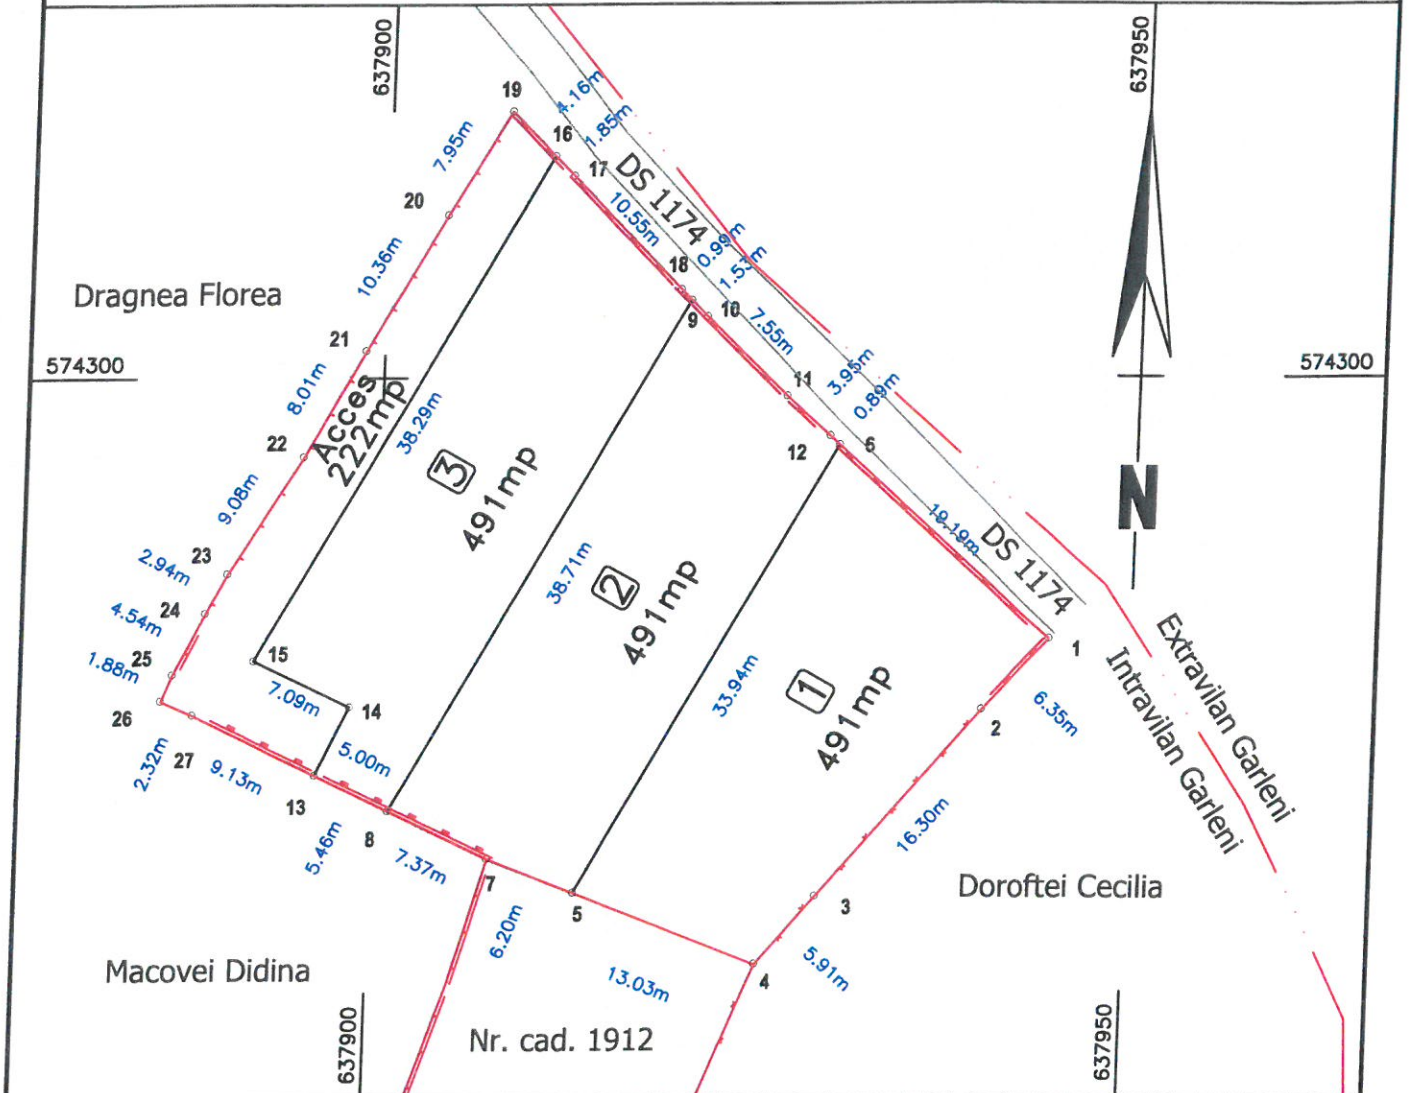 637900
637950
19
4.16m
16
1.85m
7.95m
17
DS 1174
20
10.55m
0.99m
1.53m
10.36m
18
Dragnea Florea
9
10
7.55m
21
574300
574300
Acces
222mp
8.01m
11
3.95m
0.89m
38.29m
22
12
6
3
491mp
N
9.08m
19.19m
DS 1174
23
2.94m
38.71m
2
491mp
24
4.54m
25
1.88m
15
7.09m
33.94m
1
491mp
1
Extravilan Garleni
Intravilan Garleni
26
14
2
6.35m
27
2.32m
9.13m
5.00m
13
8
5.46m
7.37m
16.30m
7
5
3
Doroftei Cecilia
6.20m
Macovei Didina
13.03m
4
5.91m
Nr. cad. 1912
637900
637950